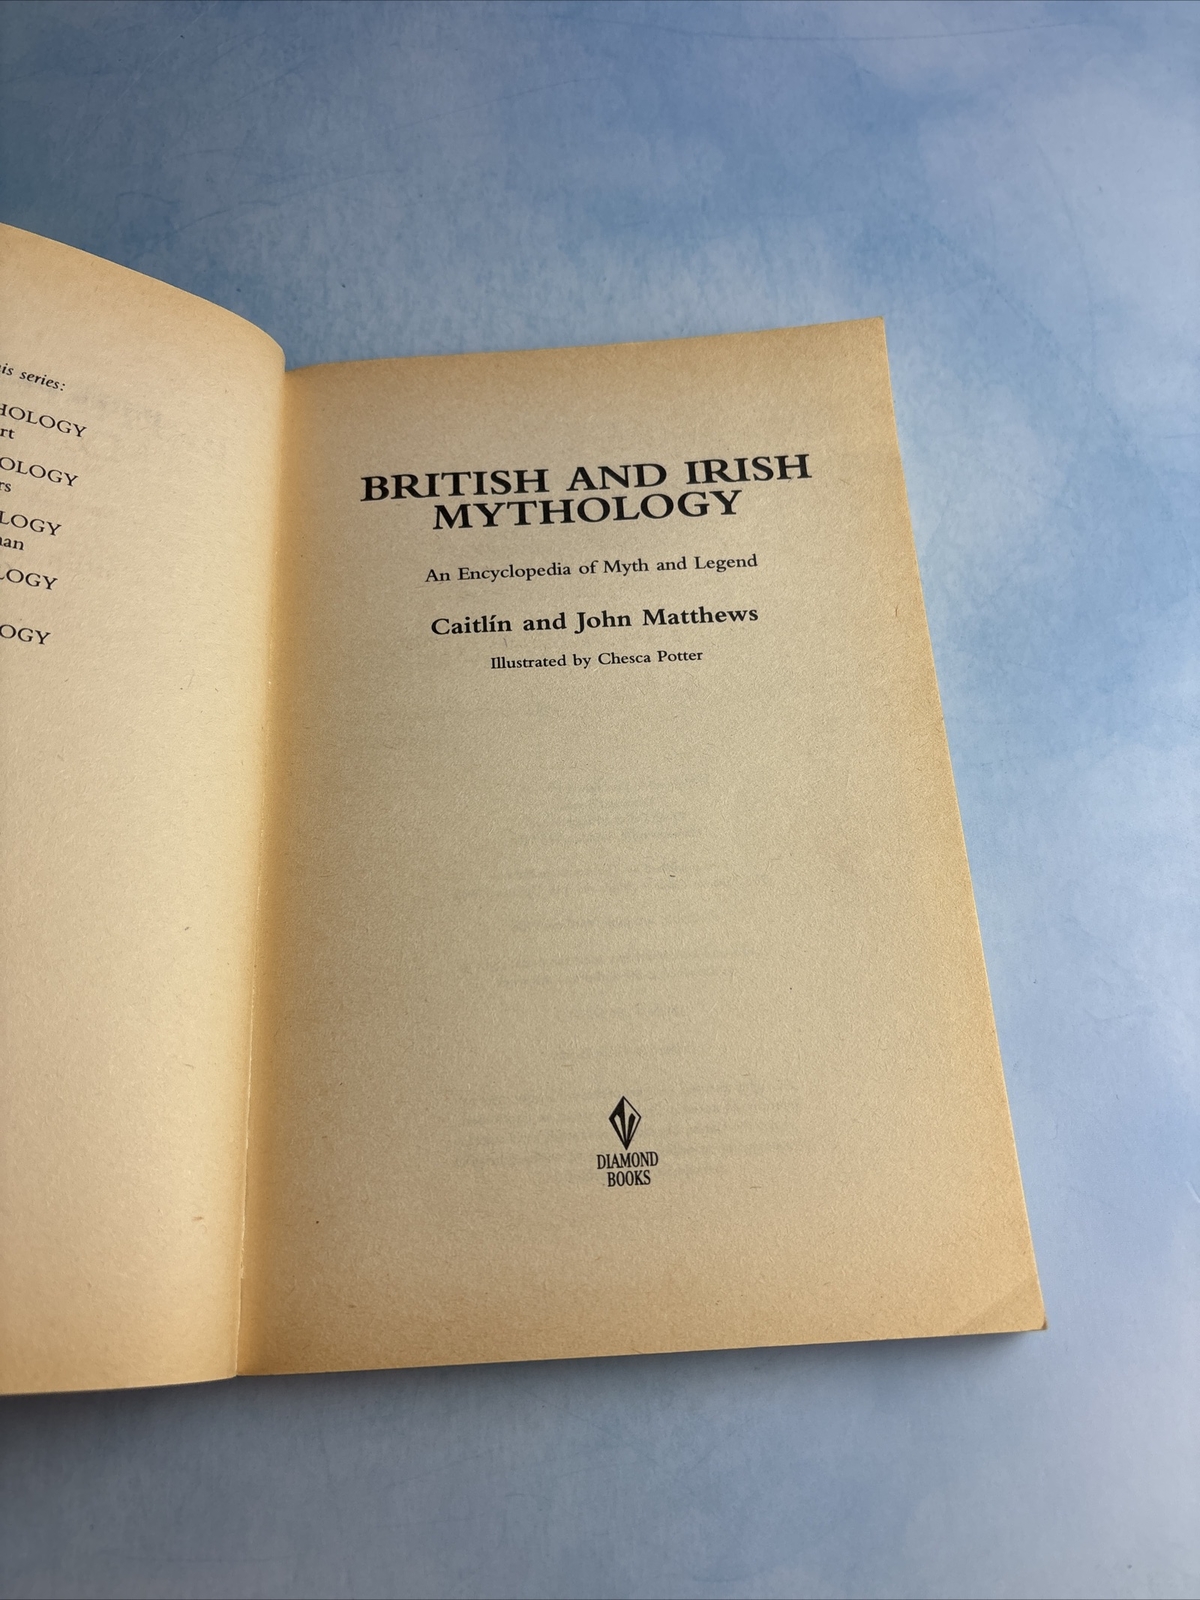 series:
BRITISH AND IRISH
MYTHOLOGY
An Encyclopedia of Myth and Legend
Caitlín and John Matthews
Illustrated by Chesca Potter
DIAMOND
BOOKS